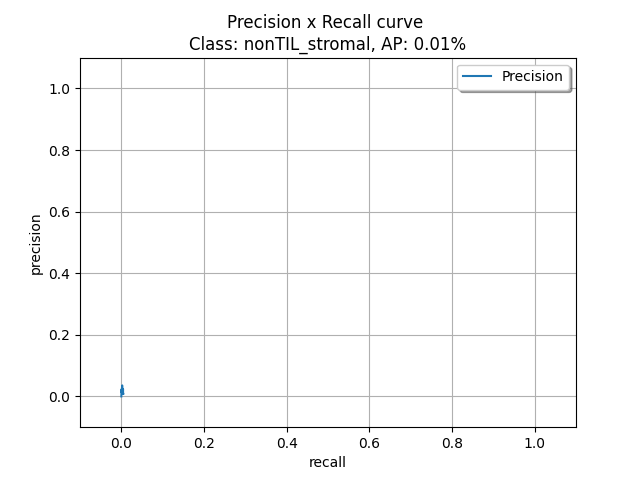 Precision x Recall curve
Class: nonTIL_stromal, AP: 0.01%
Precision
1.0
0.8
0.6
0.4
0.2
0.0
precision
0.0 0.2 0.4 0.6 0.8 1.0
recall